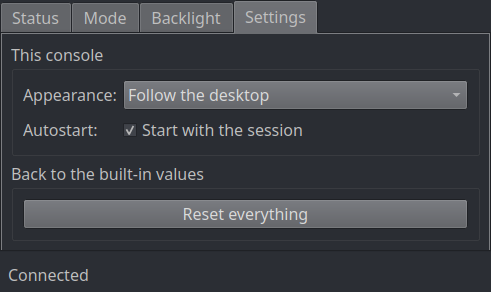 Status Mode Backlight Settings
This console
Appearance: Follow the desktop
Autostart: Start with the session
Back to the built-in values
Reset everything
Connected